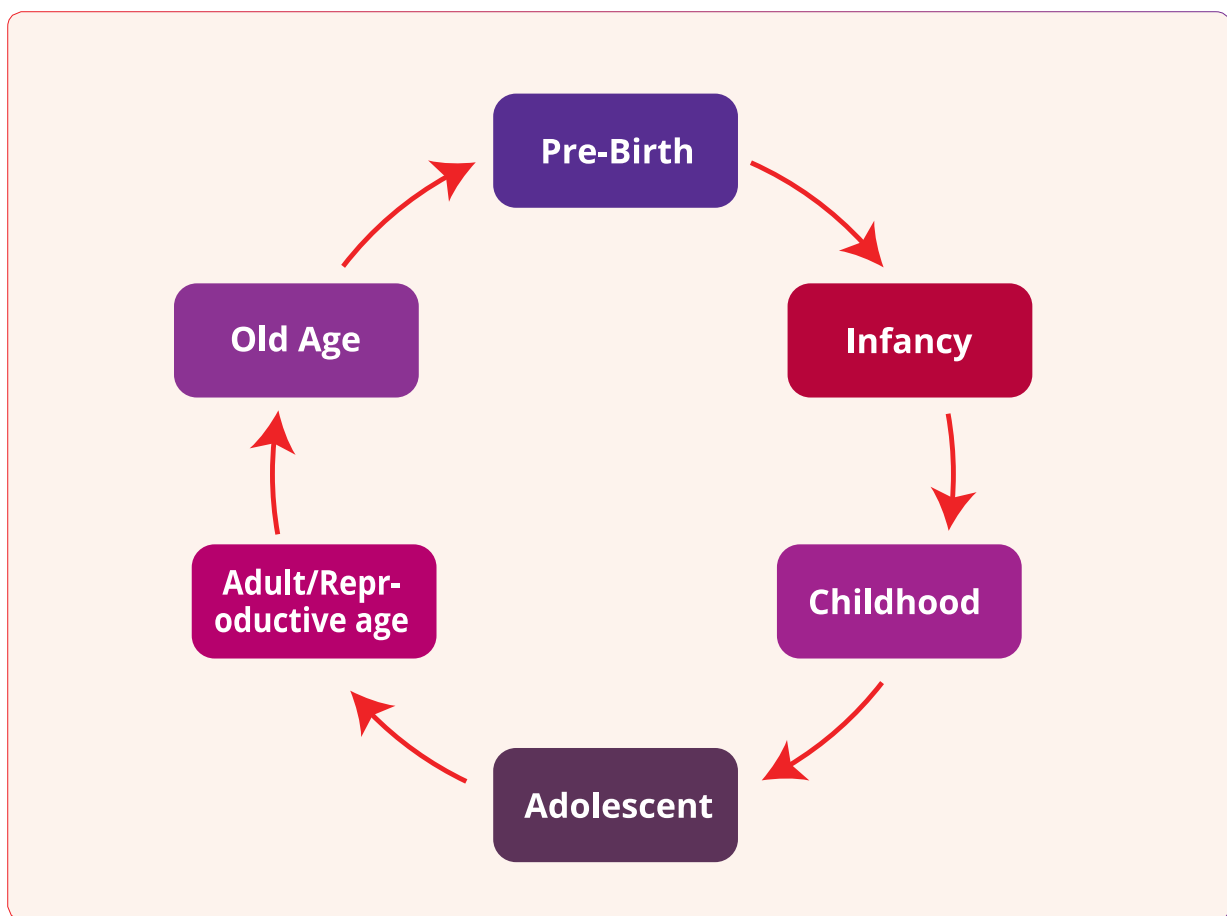 Pre-Birth
Infancy
Childhood
Adolescent
Adult/Repr-
oductive age
Old Age